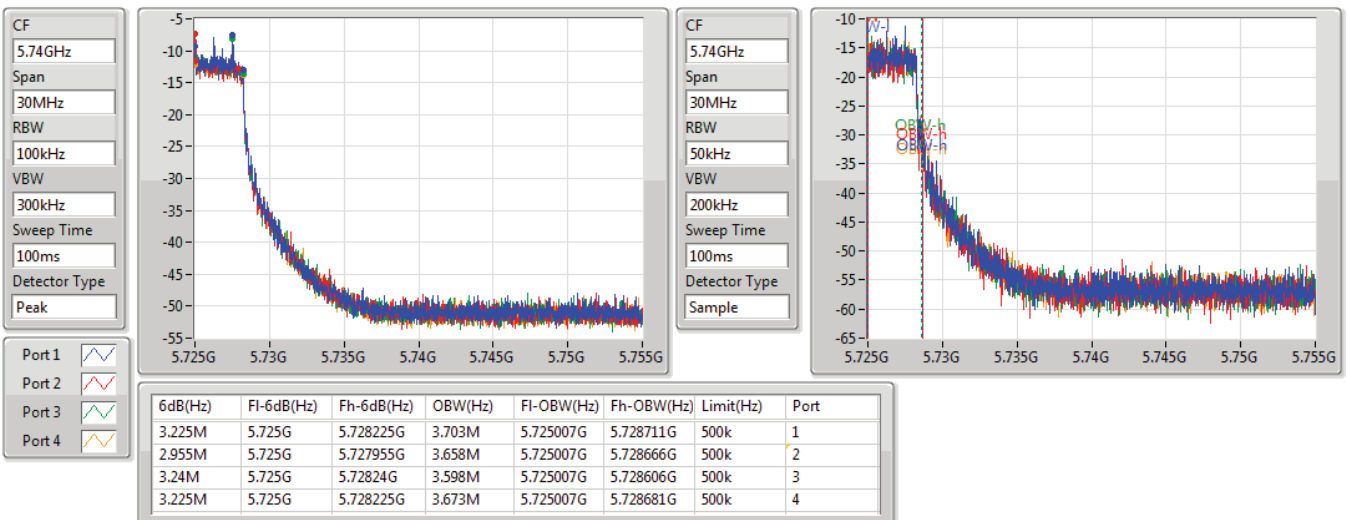 CF
5.74GHz
Span
30MHz
RBW
100kHz
VBW
300kHz
Sweep Time
100ms
Detector Type
Peak
-5
-10
-15
-20
-25
-30
-35
-40
-45
-50
-55
5.725G 5.73G 5.735G 5.74G 5.745G 5.75G 5.755G
CF
5.74GHz
Span
30MHz
RBW
50kHz
VBW
200kHz
Sweep Time
100ms
Detector Type
Sample
-10
-15
-20
-25
-30
-35
-40
-45
-50
-55
-60
-65
OBW-h
OBW-h
OBW-h
OBW-h
5.725G 5.73G 5.735G 5.74G 5.745G 5.75G 5.755G
Port 1
Port 2
Port 3
Port 4
6dB(Hz) Fl-6dB(Hz) Fh-6dB(Hz) OBW(Hz) Fl-OBW(Hz) Fh-OBW(Hz) Limit(Hz) Port
3.225M 5.725G 5.728225G 3.703M 5.725007G 5.728711G 500k 1
2.955M 5.725G 5.727955G 3.658M 5.725007G 5.728666G 500k 2
3.24M 5.725G 5.72824G 3.598M 5.725007G 5.728606G 500k 3
3.225M 5.725G 5.728225G 3.673M 5.725007G 5.728681G 500k 4